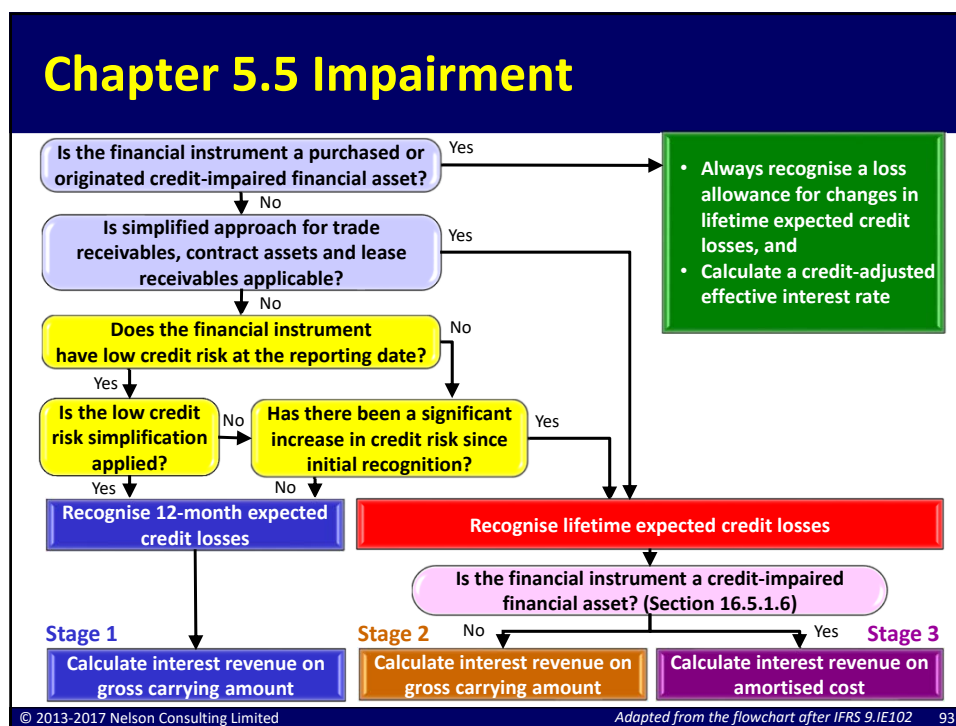 Chapter 5.5 Impairment
Is the financial instrument a purchased or
originated credit-impaired financial asset?
Yes
• Always recognise a loss
allowance for changes in
lifetime expected credit
losses, and
• Calculate a credit-adjusted
effective interest rate
No
Is simplified approach for trade
receivables, contract assets and lease
receivables applicable?
Yes
No
Does the financial instrument
have low credit risk at the reporting date?
No
Yes
Is the low credit
risk simplification
applied?
No
Has there been a significant
increase in credit risk since
initial recognition?
Yes
Yes
No
Recognise 12-month expected
credit losses
Recognise lifetime expected credit losses
Is the financial instrument a credit-impaired
financial asset? (Section 16.5.1.6)
Stage 1
Stage 2
No
Yes
Stage 3
Calculate interest revenue on
gross carrying amount
Calculate interest revenue on
gross carrying amount
Calculate interest revenue on
amortised cost
© 2013-2017 Nelson Consulting Limited
Adapted from the flowchart after IFRS 9.IE102
93